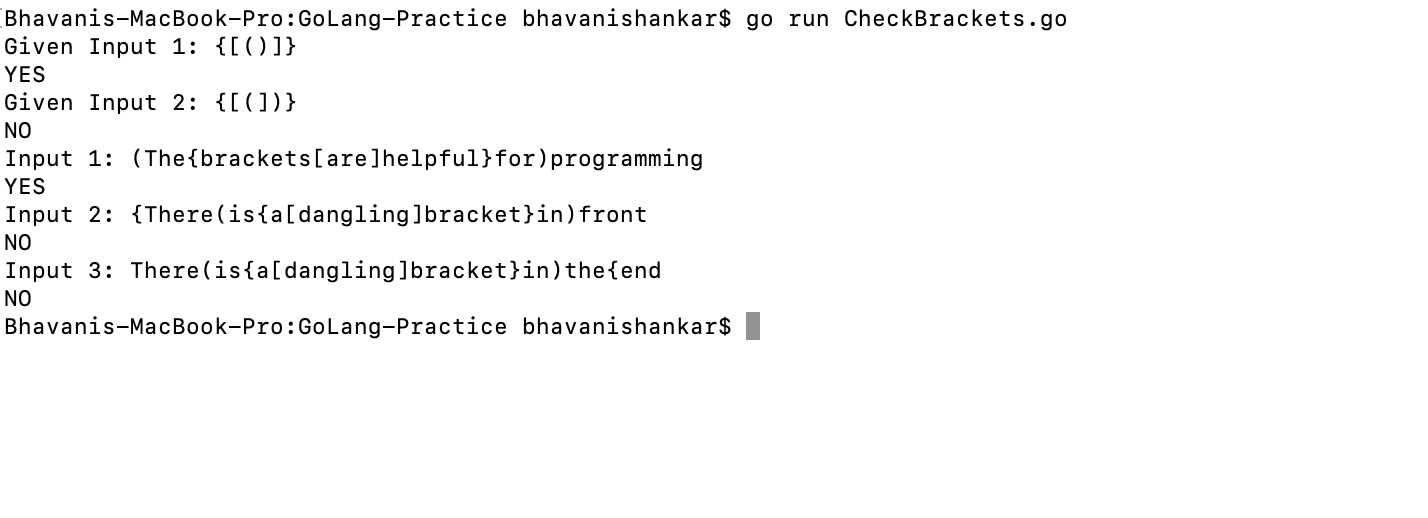 Bhavanis-MacBook-Pro:GoLang-Practice bhavanishankar$ go run CheckBrackets.go
Given Input 1: {[()]}
YES
Given Input 2: {[(])}
NO
Input 1: (The{brackets[are]helpful}for)programming
YES
Input 2: {There(is{a[dangling]bracket}in)front
NO
Input 3: There(is{a[dangling]bracket}in)the{end
NO
Bhavanis-MacBook-Pro:GoLang-Practice bhavanishankar$